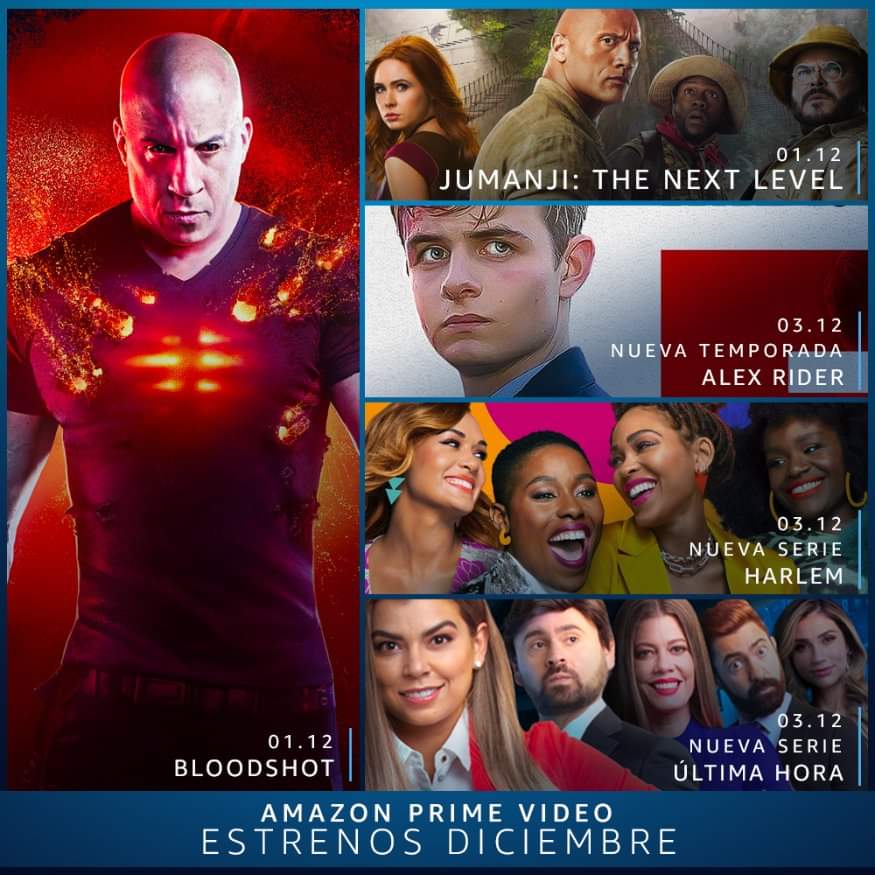 01.12
JUMANJI: THE NEXT LEVEL
03.12
NUEVA TEMPORADA
ALEX RIDER
03.12
NUEVA SERIE
HARLEM
03.12
NUEVA SERIE
ÚLTIMA HORA
01.12
BLOODSHOT
AMAZON PRIME VIDEO
ESTRENOS DICIEMBRE